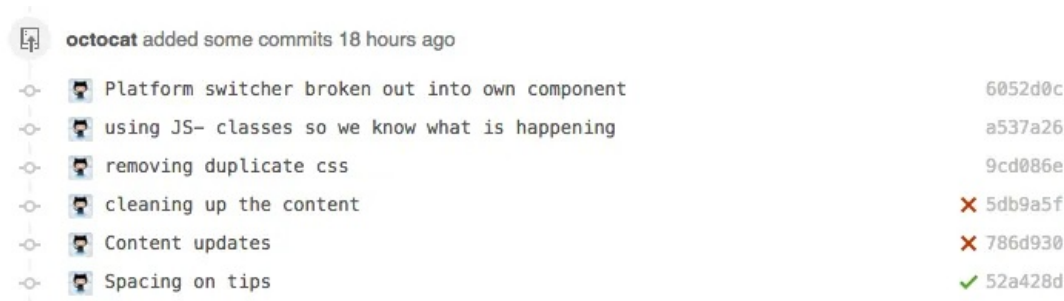 octocat added some commits 18 hours ago
Platform switcher broken out into own component 6052d0c
using JS- classes so we know what is happening a537a26
removing duplicate css 9cd086e
cleaning up the content 5db9a5f
Content updates 786d930
Spacing on tips 52a428d